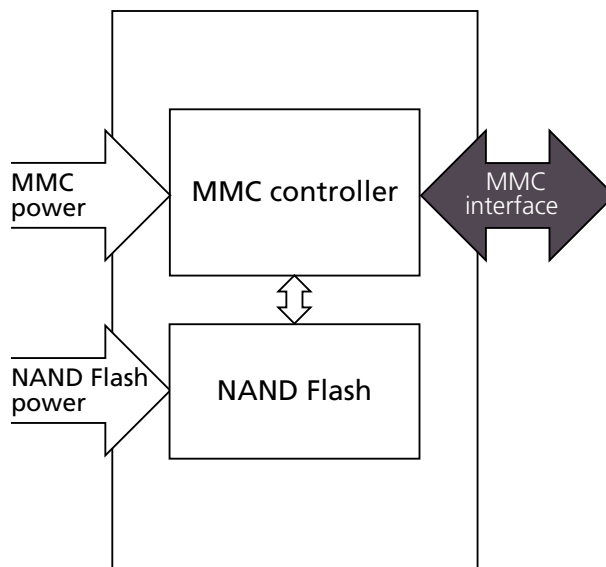 MMC
power
MMC controller
MMC
interface
NAND Flash
power
NAND Flash